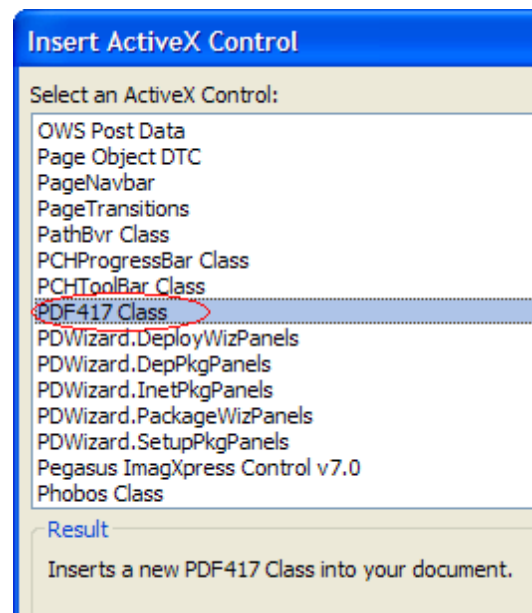 Insert ActiveX Control
Select an ActiveX Control:
OWS Post Data
Page Object DTC
PageNavbar
PageTransitions
PathBvr Class
PCHProgressBar Class
PCHToolBar Class
PDF417 Class
PDWizard.DeployWizPanels
PDWizard.DepPkgPanels
PDWizard.InetPkgPanels
PDWizard.PackageWizPanels
PDWizard.SetupPkgPanels
Pegasus ImagXpress Control v7.0
Phobos Class
Result
Inserts a new PDF417 Class into your document.